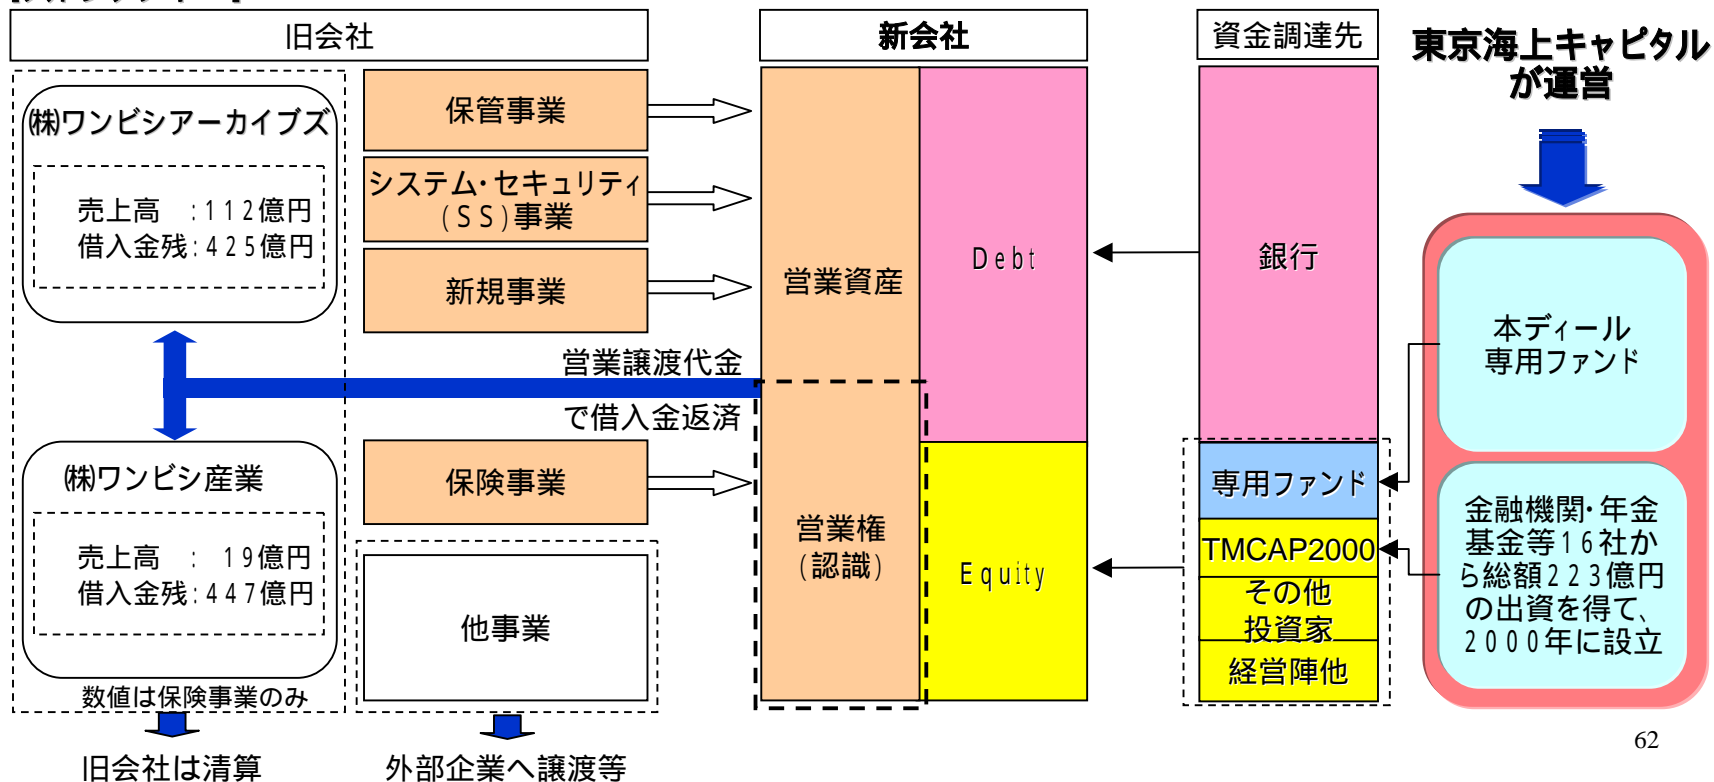 旧会社
新会社
資金調達先
東京海上キャピタル
が運営
㈱ワンビシアーカイブズ
売上高 :112億円
借入金残:425億円
保管事業
システム・セキュリティ
(SS)事業
新規事業
営業資産
Debt
銀行
本ディール
専用ファンド
営業譲渡代金
で借入金返済
㈱ワンビシ産業
売上高 : 19億円
借入金残:447億円
数値は保険事業のみ
保険事業
他事業
営業権
(認識)
Equity
専用ファンド
TMCAP2000
その他
投資家
経営陣他
金融機関・年金
基金等16社か
ら総額223億円
の出資を得て、
2000年に設立
旧会社は清算
外部企業へ譲渡等
62